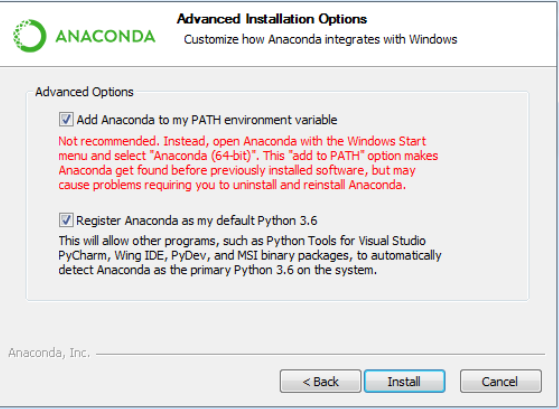 ANACONDA
Advanced Installation Options
Customize how Anaconda integrates with Windows
Advanced Options
Add Anaconda to my PATH environment variable
Not recommended. Instead, open Anaconda with the Windows Start
menu and select "Anaconda (64-bit)". This "add to PATH" option makes
Anaconda get found before previously installed software, but may
cause problems requiring you to uninstall and reinstall Anaconda.
Register Anaconda as my default Python 3.6
This will allow other programs, such as Python Tools for Visual Studio
PyCharm, Wing IDE, PyDev, and MSI binary packages, to automatically
detect Anaconda as the primary Python 3.6 on the system.
Anaconda, Inc.
< Back
Install
Cancel